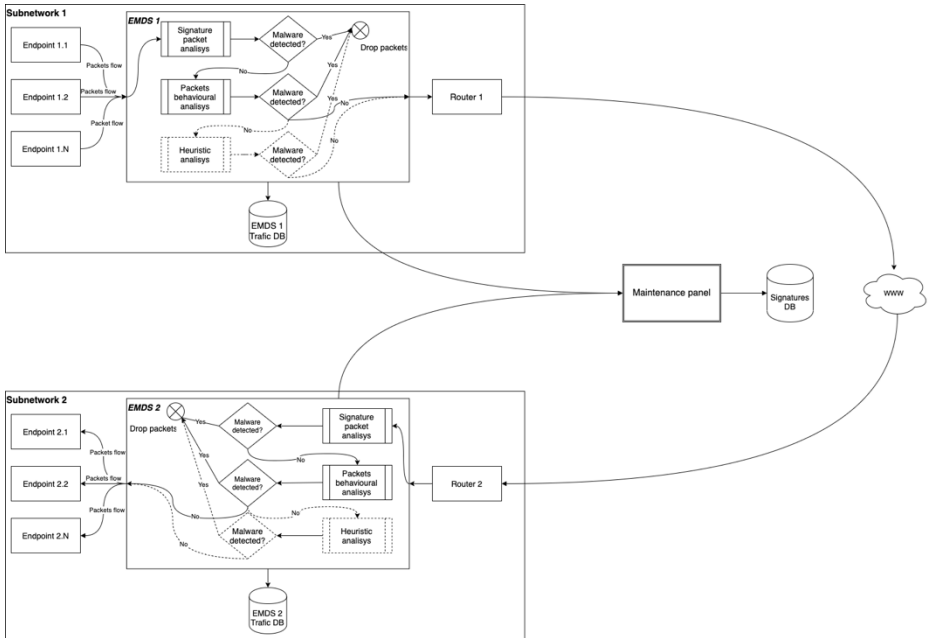 Subnetwork 1
EMDS 1
Endpoint 1.1
Endpoint 1.2
Endpoint 1.N
Packets flow
Packets flow
Packet flow
Signature
packet
analisys
Malware
detected?
Yes
Drop packets
No
Yes
Packets
behavioural
analisys
Malware
detected?
No
No
Heuristic
analisys
Malware
detected?
No
Router 1
EMDS 1
Trafic DB
Maintenance panel
Signatures
DB
www
Subnetwork 2
EMDS 2
Endpoint 2.1
Endpoint 2.2
Endpoint 2.N
Packets flow
Packets flow
Packets flow
Drop packets
Yes
Malware
detected?
Signature
packet
analisys
No
Yes
Malware
detected?
Packets
behavioural
analisys
Yes
No
No
Malware
detected?
Heuristic
analisys
No
Router 2
EMDS 2
Trafic DB